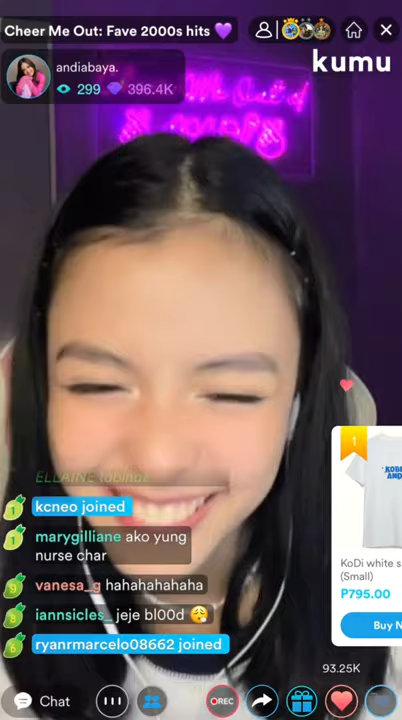 Cheer Me Out: Fave 2000s hits 💜
kumu
andiabaya.
299 396.4K
kcneo joined
marygilliane ako yung
nurse char
vanesa_g hahahahahaha
iannsicles_ jeje bl00d 😮‍💨
ryanrmarcelo08662 joined
1
KoDi white s
(Small)
₱795.00
Buy N
93.25K
Chat
REC